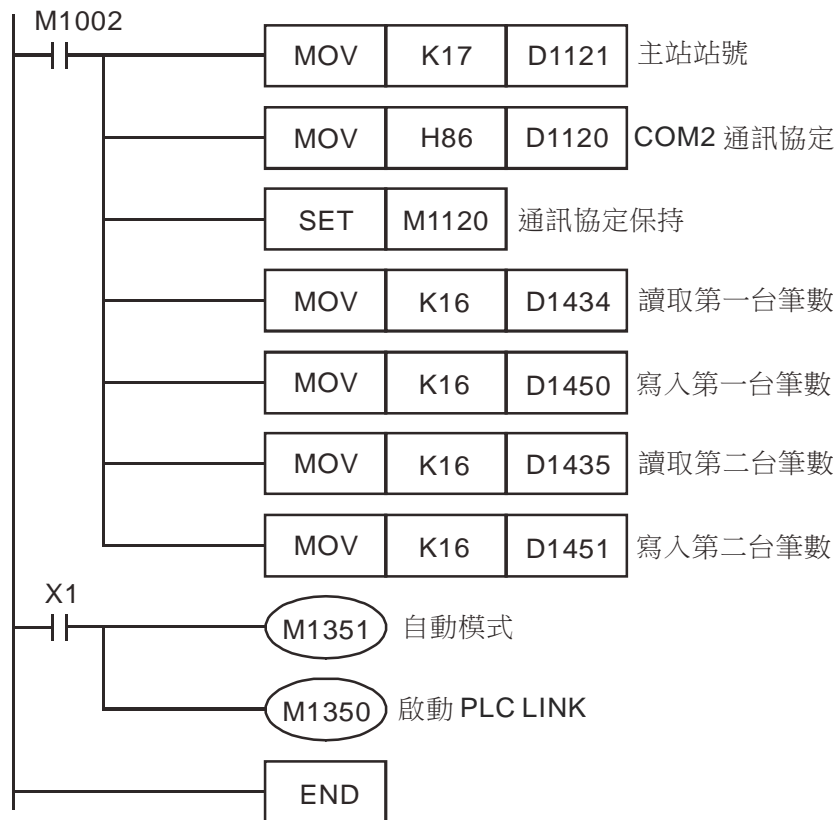 M1002
MOV K17 D1121 主站站號
MOV H86 D1120 COM2 通訊協定
SET M1120 通訊協定保持
MOV K16 D1434 讀取第一台筆數
MOV K16 D1450 寫入第一台筆數
MOV K16 D1435 讀取第二台筆數
MOV K16 D1451 寫入第二台筆數
X1
M1351 自動模式
M1350 啟動 PLC LINK
END